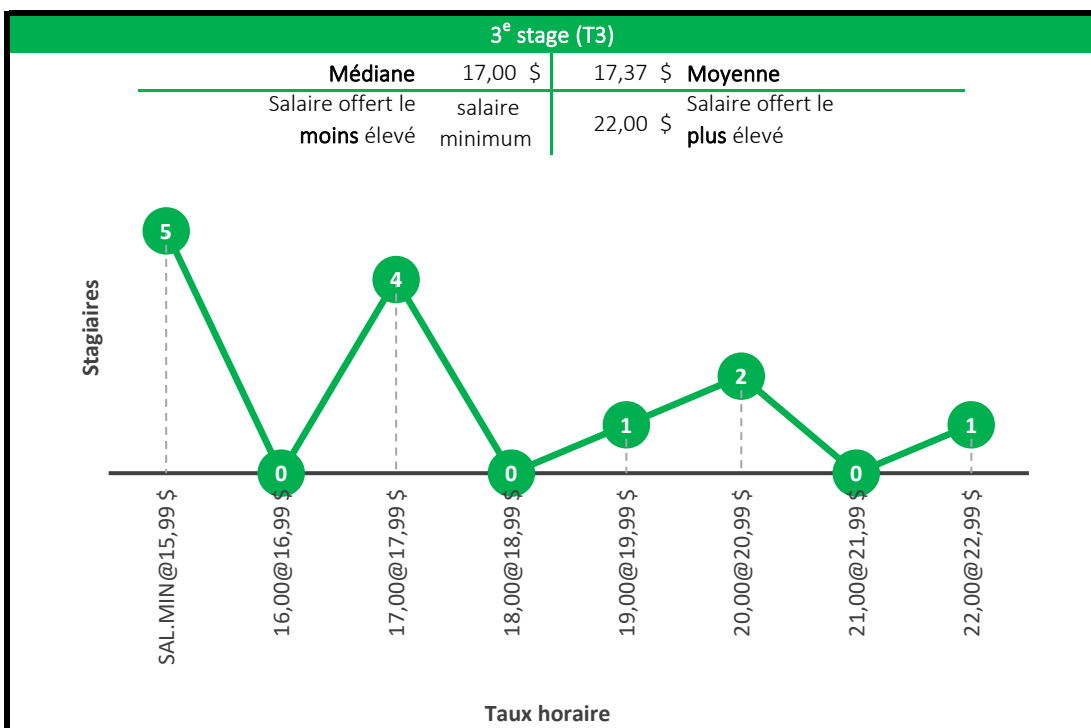 3e stage (T3)
Médiane 17,00 $ 17,37 $ Moyenne
Salaire offert le moins élevé salaire minimum
22,00 $ Salaire offert le plus élevé
Stagiaires
5
0
4
0
1
2
0
1
SAL.MIN@15,99 $
16,00@16,99 $
17,00@17,99 $
18,00@18,99 $
19,00@19,99 $
20,00@20,99 $
21,00@21,99 $
22,00@22,99 $
Taux horaire